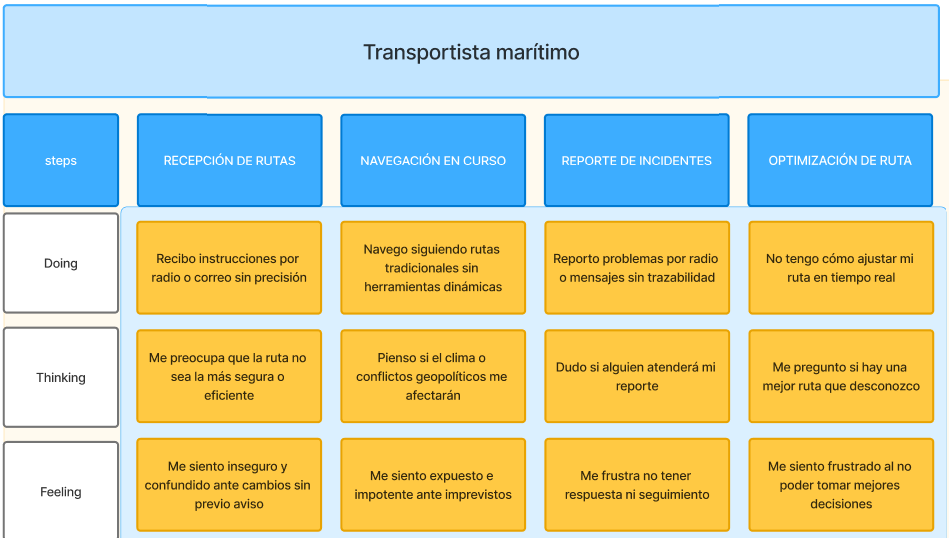 Transportista marítimo
steps
RECEPCIÓN DE RUTAS
NAVEGACIÓN EN CURSO
REPORTE DE INCIDENTES
OPTIMIZACIÓN DE RUTA
Doing
Recibo instrucciones por
radio o correo sin precisión
Navego siguiendo rutas
tradicionales sin
herramientas dinámicas
Reporto problemas por radio
o mensajes sin trazabilidad
No tengo cómo ajustar mi
ruta en tiempo real
Thinking
Me preocupa que la ruta no
sea la más segura o
eficiente
Pienso si el clima o
conflictos geopolíticos me
afectarán
Dudo si alguien atenderá mi
reporte
Me pregunto si hay una
mejor ruta que desconozco
Feeling
Me siento inseguro y
confundido ante cambios sin
previo aviso
Me siento expuesto e
impotente ante imprevistos
Me frustra no tener
respuesta ni seguimiento
Me siento frustrado al no
poder tomar mejores
decisiones